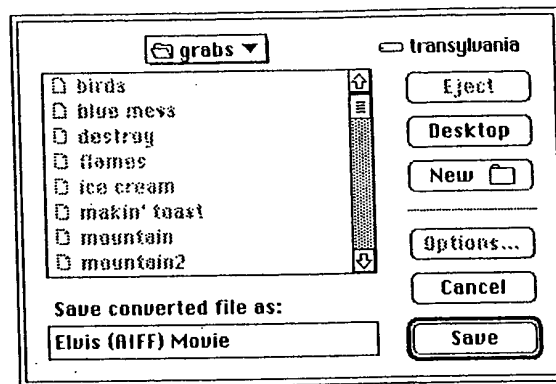 grabs
transylvania
birds
blue mess
destroy
flames
ice cream
makin' toast
mountain
mountain2
Eject
Desktop
New
Options...
Cancel
Save
Save converted file as:
Elvis (AIFF) Movie